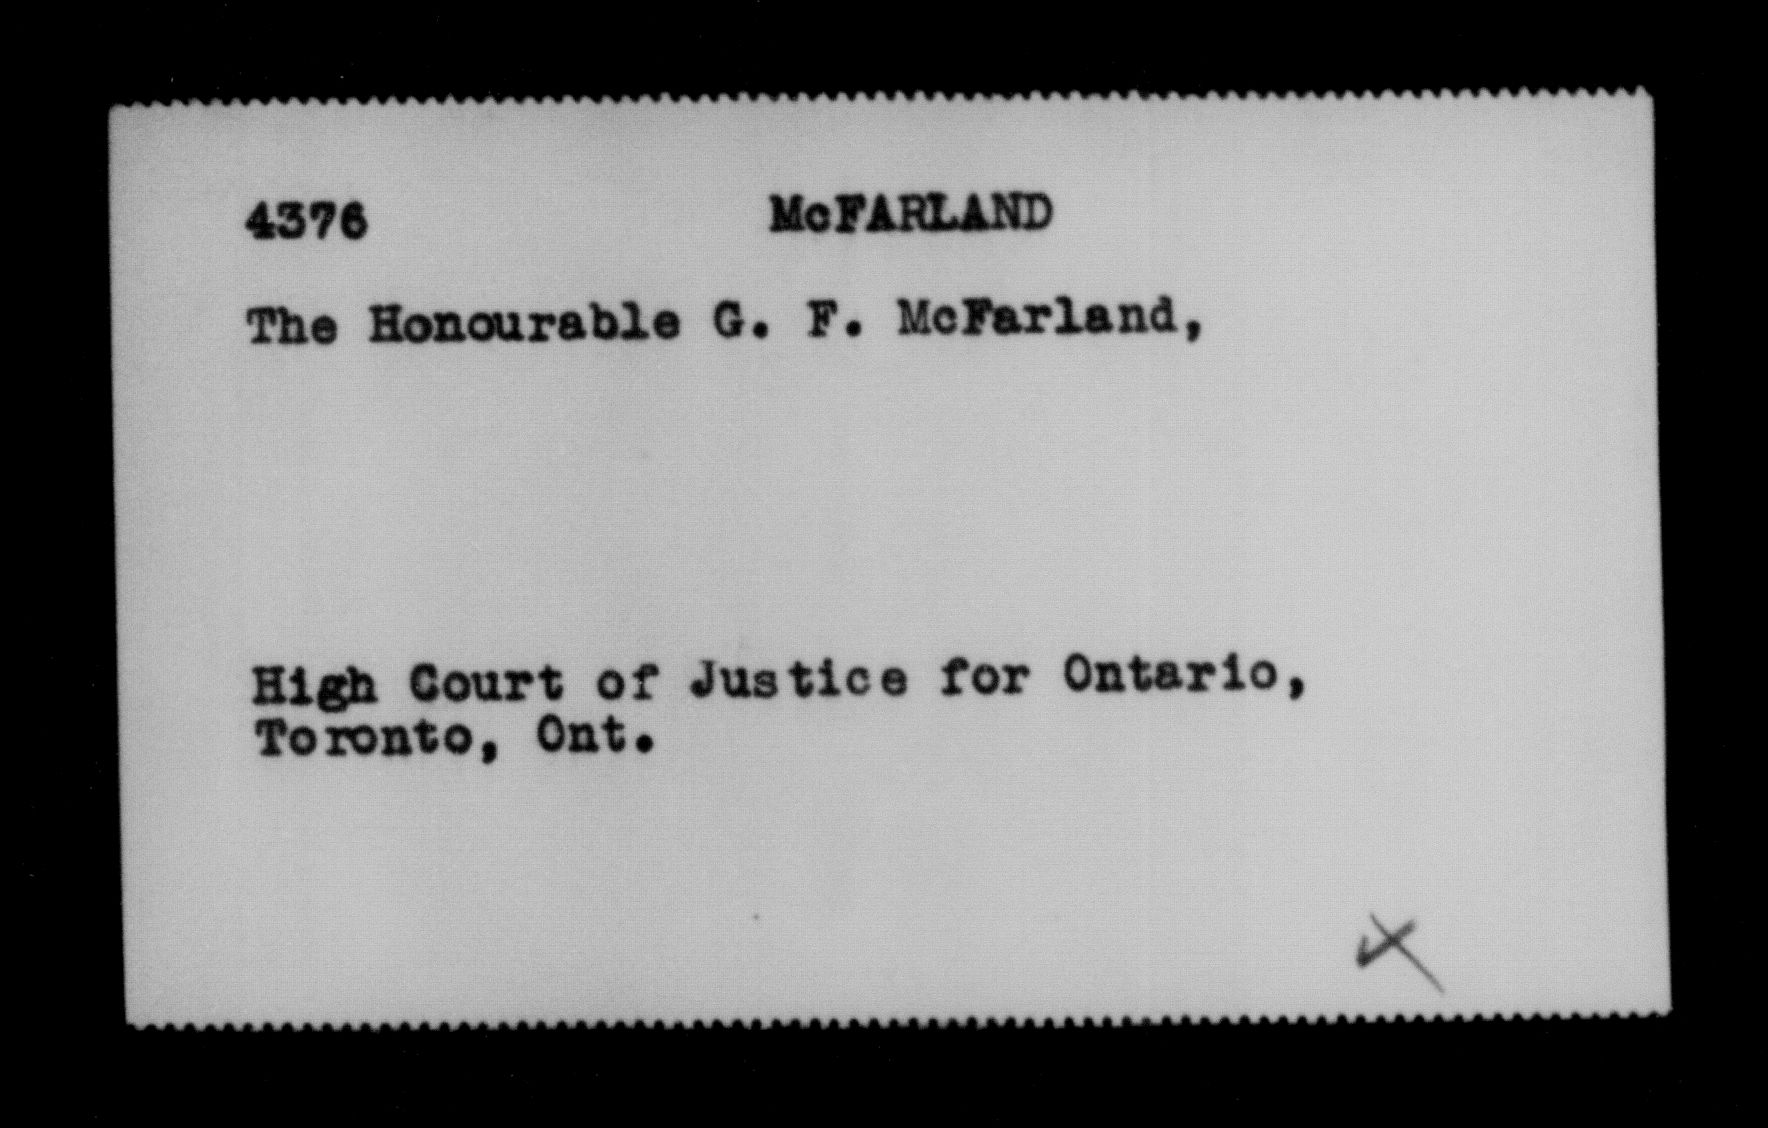 4376 McFARLAND
The Honourable G. F. McFarland,
High Court of Justice for Ontario,
Toronto, Ont.